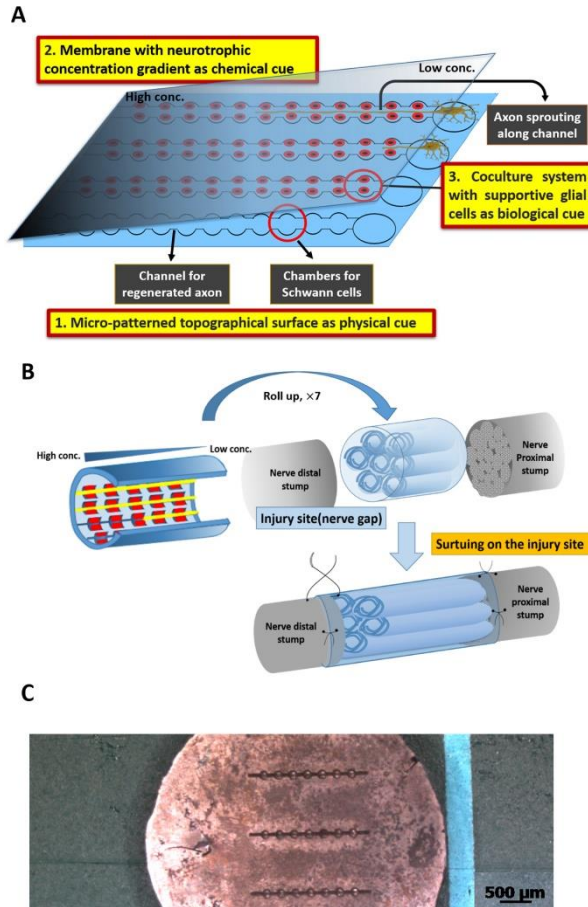 A
2. Membrane with neurotrophic
concentration gradient as chemical cue
Low conc.
High conc.
Axon sprouting
along channel
3. Coculture system
with supportive glial
cells as biological cue
Channel for
regenerated axon
Chambers for
Schwann cells
1. Micro-patterned topographical surface as physical cue
B
Roll up, ×7
High conc.
Low conc.
Nerve distal
stump
Nerve
Proximal
stump
Injury site(nerve gap)
Surtuing on the injury site
Nerve distal
stump
Nerve
proximal
stump
C
500 µm